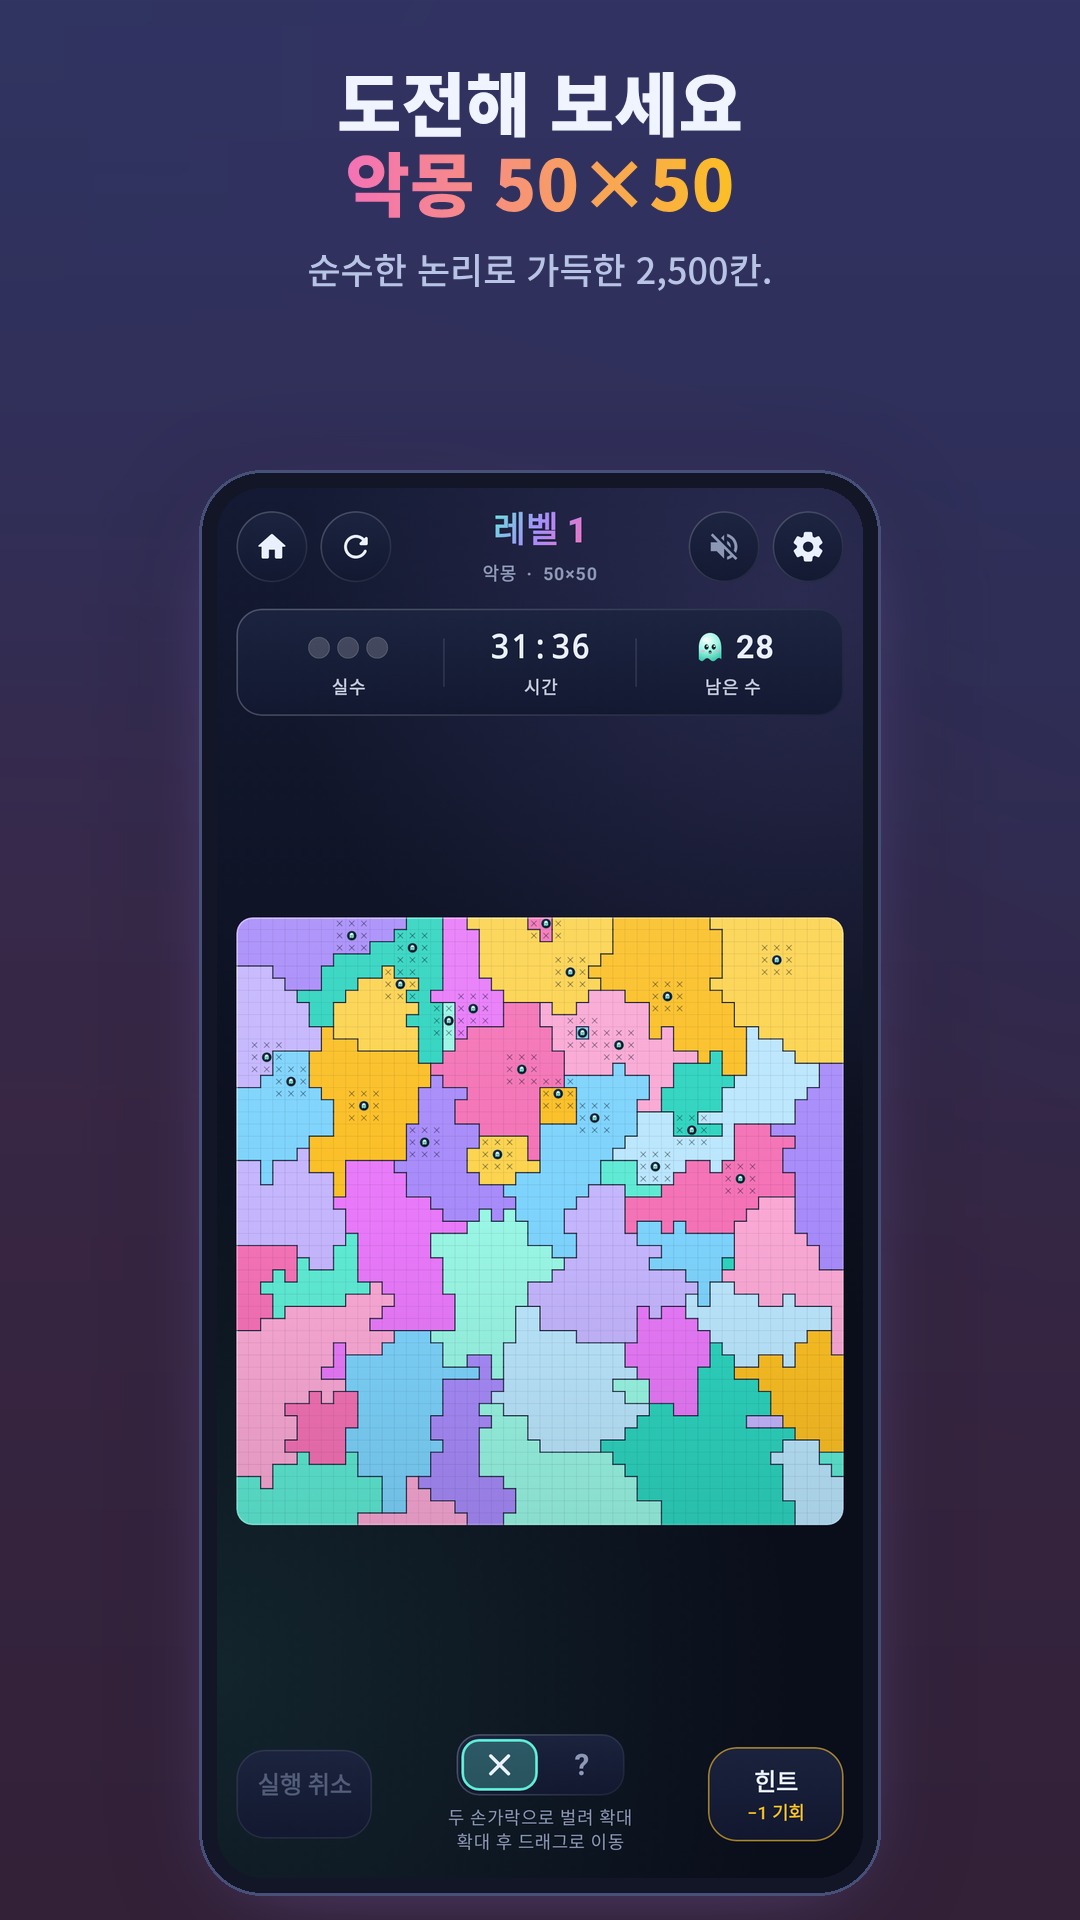 도전해 보세요
악몽 50×50
순수한 논리로 가득한 2,500칸.
레벨 1
악몽 · 50×50
31:36
28
실수
시간
남은 수
실행 취소
?
힌트
-1 기회
두 손가락으로 벌려 확대
확대 후 드래그로 이동